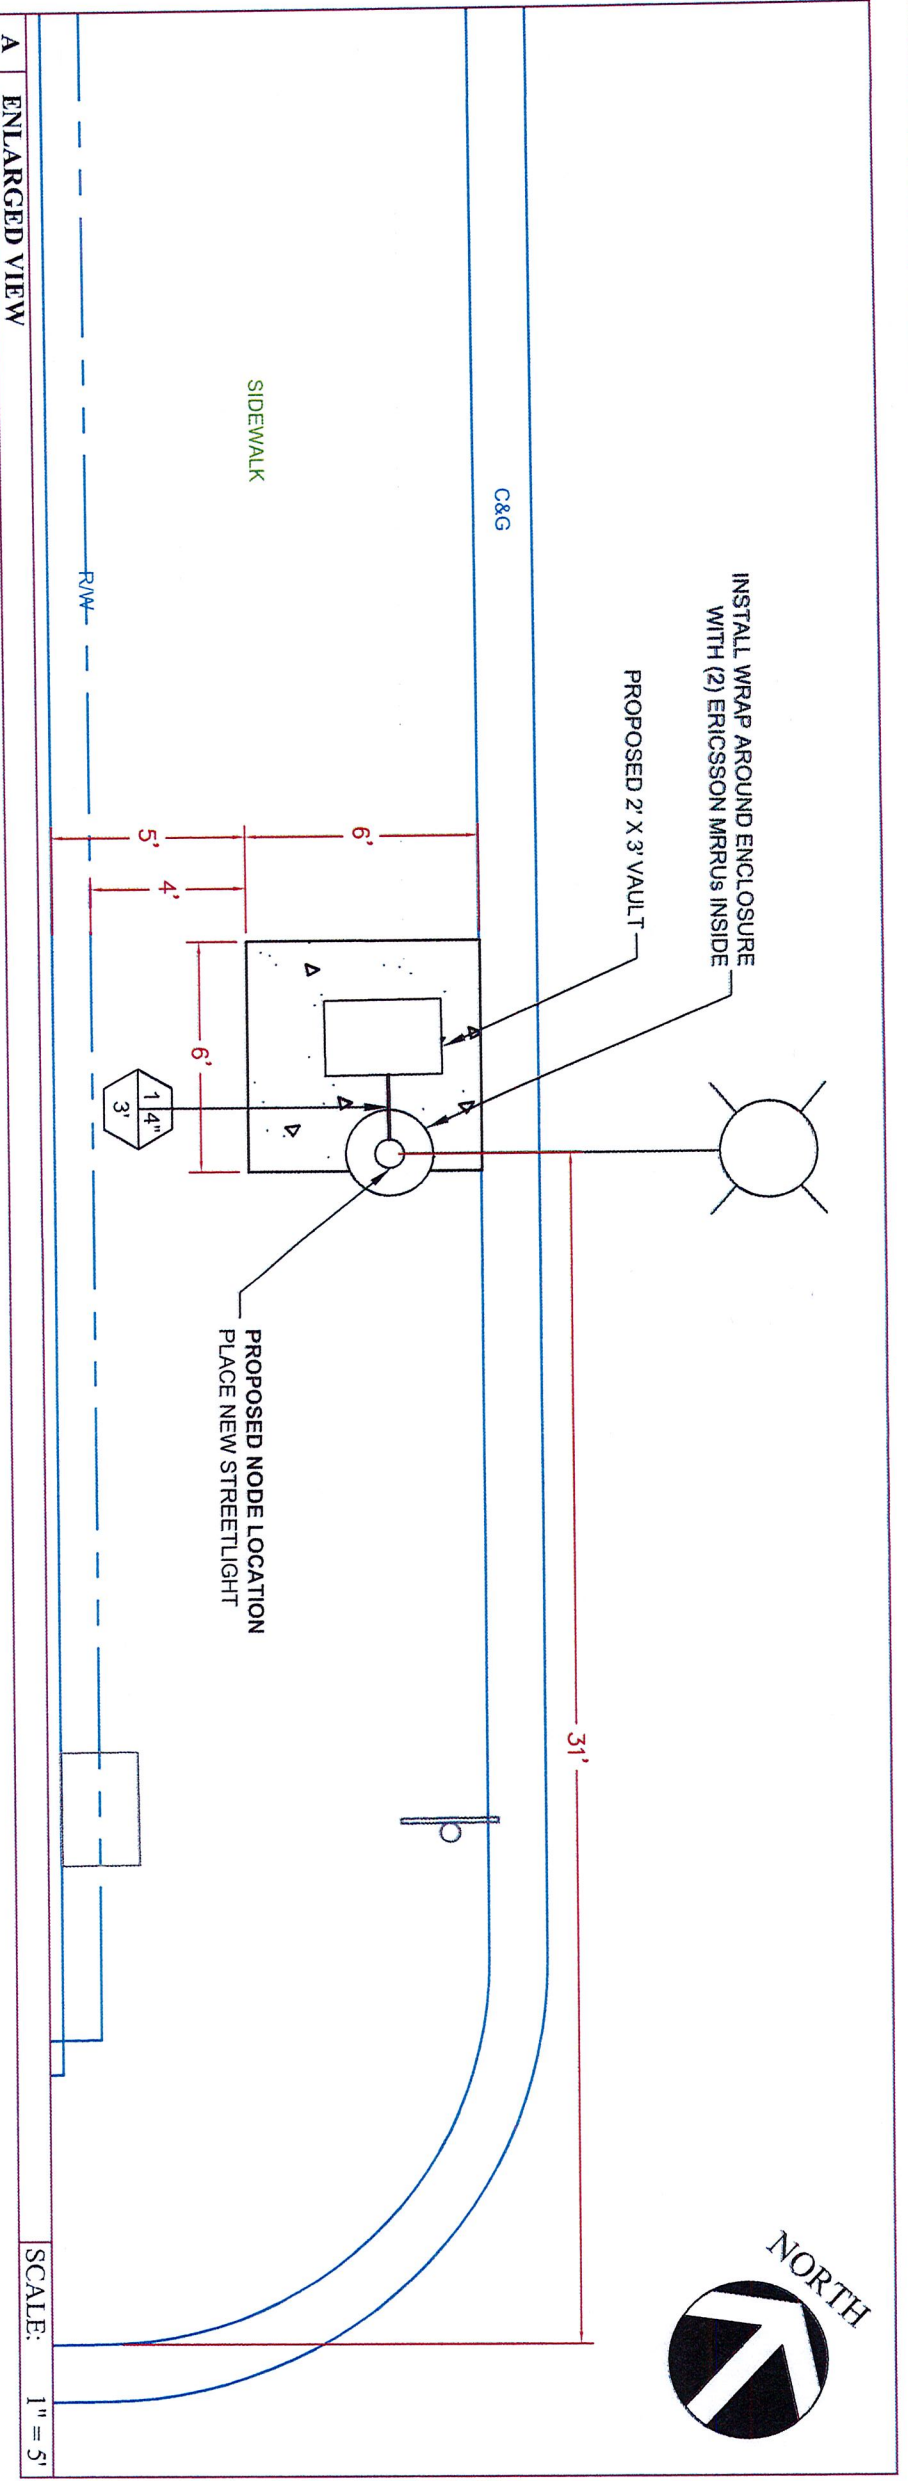 NORTH
INSTALL WRAP AROUND ENCLOSURE
WITH (2) ERICSSON MRRUs INSIDE
PROPOSED 2' X 3' VAULT
31'
C&G
6'
SIDEWALK
5'
4'
6'
1 4"
3'
PROPOSED NODE LOCATION
PLACE NEW STREETLIGHT
R/W
A ENLARGED VIEW
SCALE: 1" = 5'